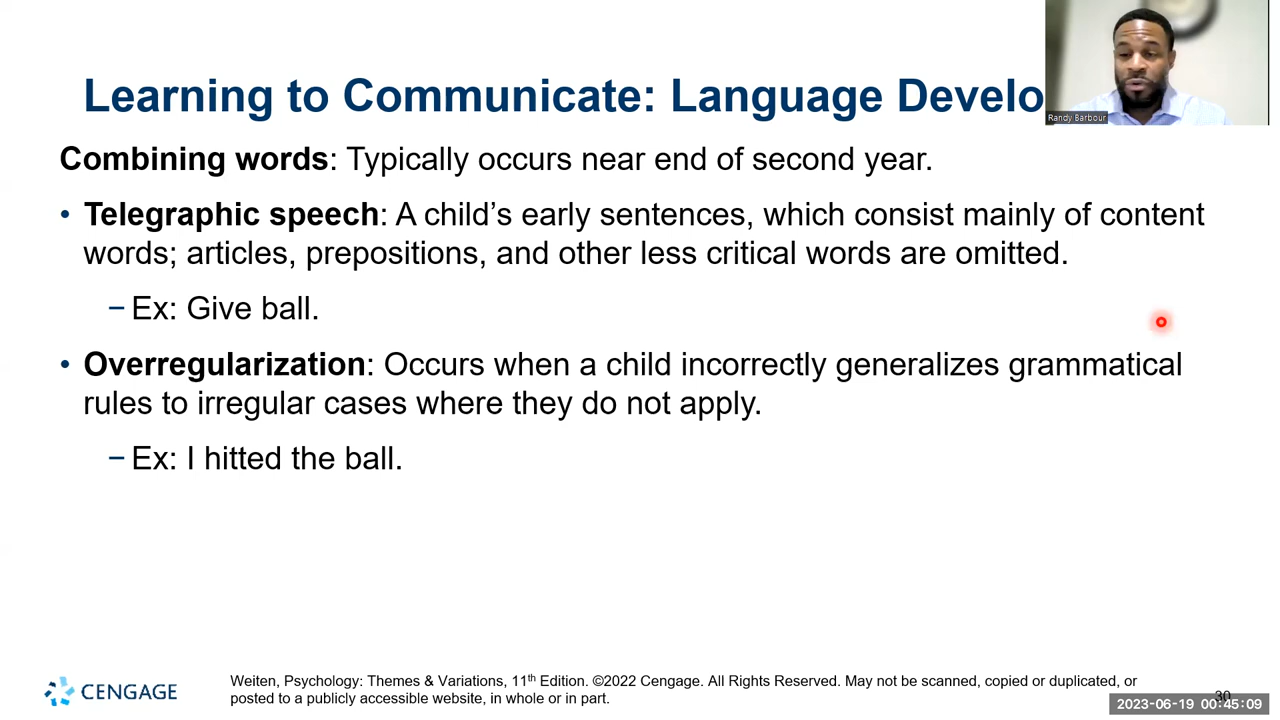 Learning to Communicate: Language Develo
Randy Barbour
Combining words: Typically occurs near end of second year.
• Telegraphic speech: A child’s early sentences, which consist mainly of content
words; articles, prepositions, and other less critical words are omitted.
− Ex: Give ball.
• Overregularization: Occurs when a child incorrectly generalizes grammatical
rules to irregular cases where they do not apply.
− Ex: I hitted the ball.
CENGAGE
Weiten, Psychology: Themes & Variations, 11th Edition. ©2022 Cengage. All Rights Reserved. May not be scanned, copied or duplicated, or
posted to a publicly accessible website, in whole or in part.
30
2023-06-19 00:45:09